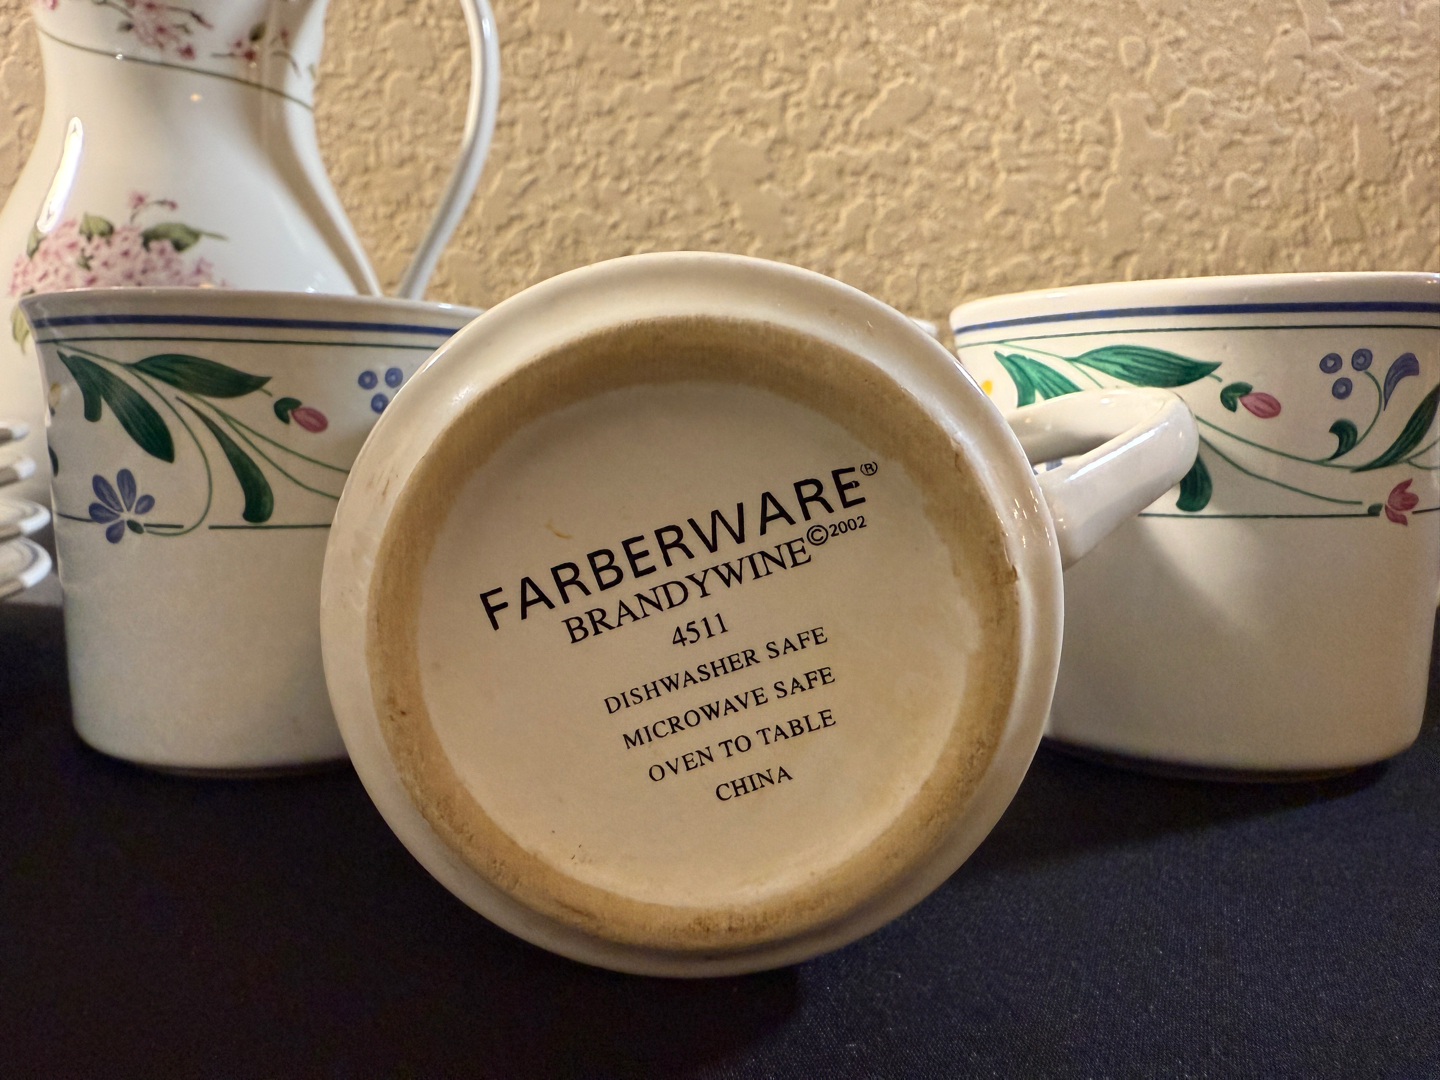 FARBERWARE®
BRANDYWINE©2002
4511
DISHWASHER SAFE
MICROWAVE SAFE
OVEN TO TABLE
CHINA